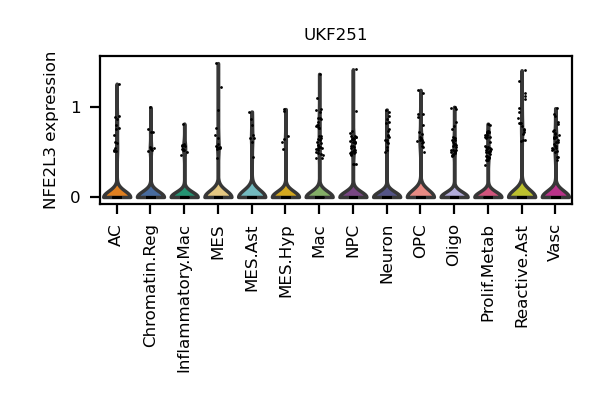 UKF251
NFE2L3 expression
1
0
AC
Chromatin.Reg
Inflammatory.Mac
MES
MES.Ast
MES.Hyp
Mac
NPC
Neuron
OPC
Oligo
Prolif.Metab
Reactive.Ast
Vasc